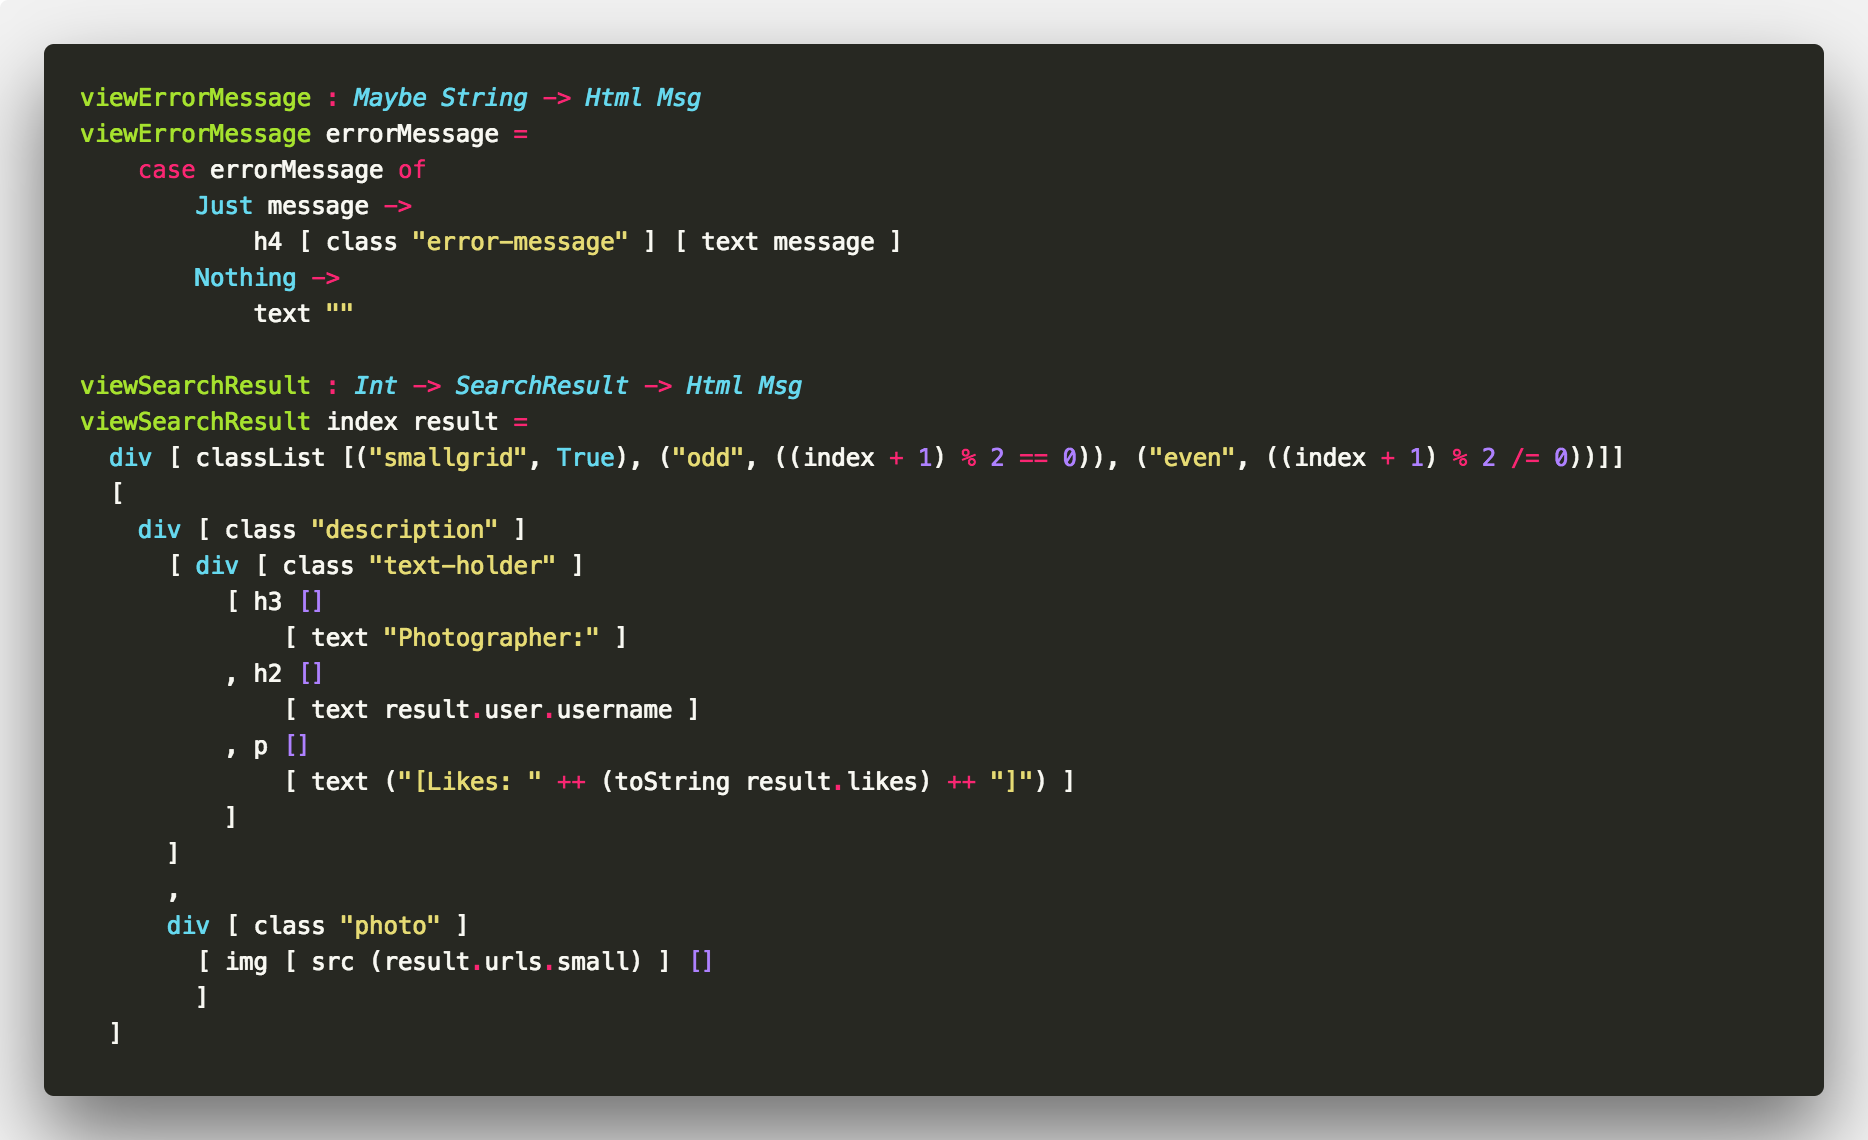 viewErrorMessage : Maybe String -> Html Msg
viewErrorMessage errorMessage =
    case errorMessage of
        Just message ->
            h4 [ class "error-message" ] [ text message ]
        Nothing ->
            text ""

viewSearchResult : Int -> SearchResult -> Html Msg
viewSearchResult index result =
  div [ classList [("smallgrid", True), ("odd", ((index + 1) % 2 == 0)), ("even", ((index + 1) % 2 /= 0))]]
  [
    div [ class "description" ]
      [ div [ class "text-holder" ]
          [ h3 []
              [ text "Photographer:" ]
          , h2 []
              [ text result.user.username ]
          , p []
              [ text ("[Likes: " ++ (toString result.likes) ++ "]") ]
          ]
      ]
      ,
      div [ class "photo" ]
        [ img [ src (result.urls.small) ] []
        ]
  ]